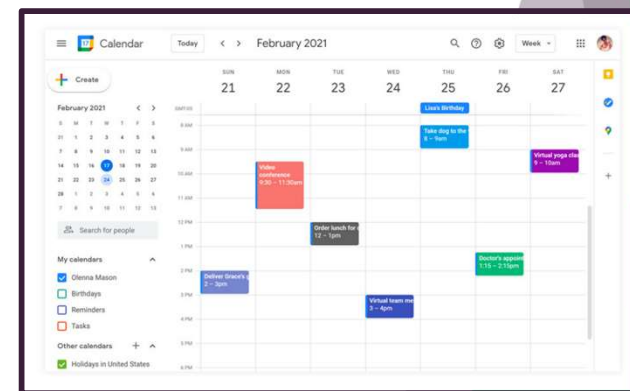 17 Calendar
Today
February 2021
Week
Create
February 2021
S M T W T F S
31 1 2 3 4 5 6
7 8 9 10 11 12 13
14 15 16 17 18 19 20
21 22 23 24 25 26 27
28 1 2 3 4 5 6
7 8 9 10 11 12 13
Search for people
My calendars
Olenna Mason
Birthdays
Reminders
Tasks
Other calendars
Holidays in United States
SUN MON TUE WED THU FRI SAT
21 22 23 24 25 26 27
Lisa's Birthday
8 AM
Take dog to the
8 – 9am
9 AM
Virtual yoga clas
9 – 10am
10 AM
Video
conference
9:30 – 11:30am
11 AM
12 PM
Order lunch for
12 – 1pm
1 PM
Doctor's appoint
1:15 – 2:15pm
2 PM
Deliver Grace's g
2 – 3pm
3 PM
Virtual team me
3 – 4pm
4 PM
5 PM
6 PM